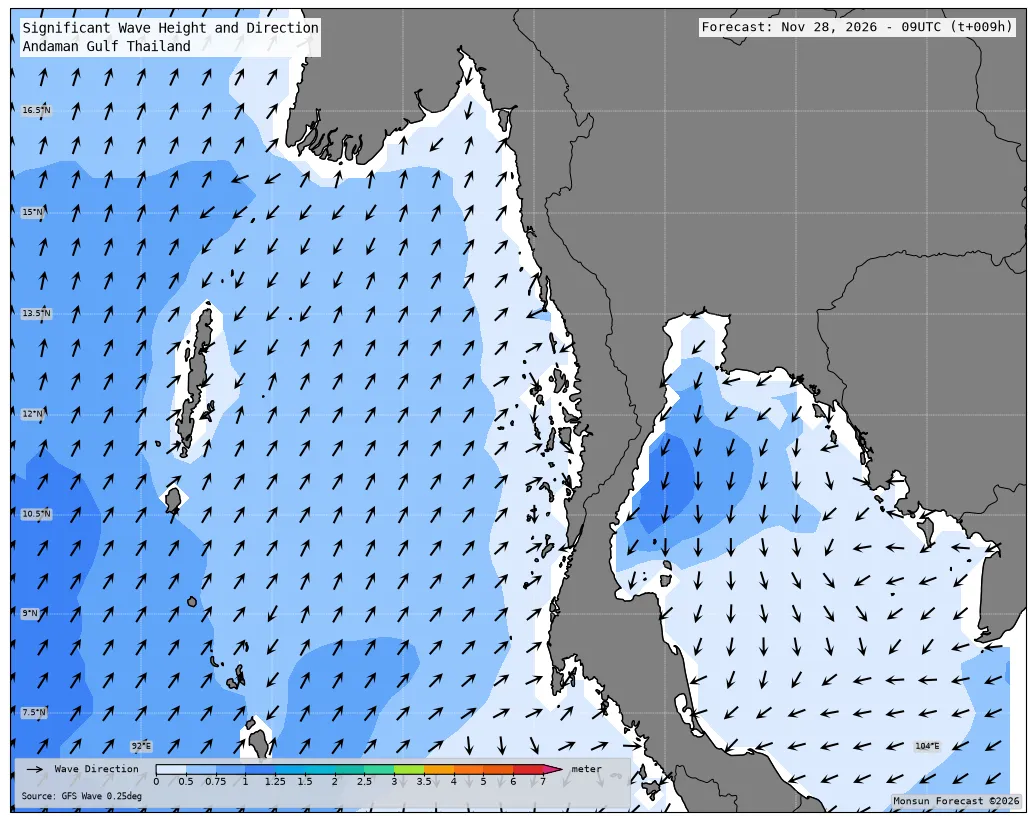 Significant Wave Height and Direction
Andaman Gulf Thailand
Forecast: Nov 28, 2026 - 09UTC (t+009h)
16.5°N
15°N
13.5°N
12°N
10.5°N
9°N
7.5°N
92°E
104°E
Wave Direction
0 0.5 0.75 1 1.25 1.5 2 2.5 3 3.5 4 5 6 7
meter
Source: GFS Wave 0.25deg
Monsun Forecast ©2026